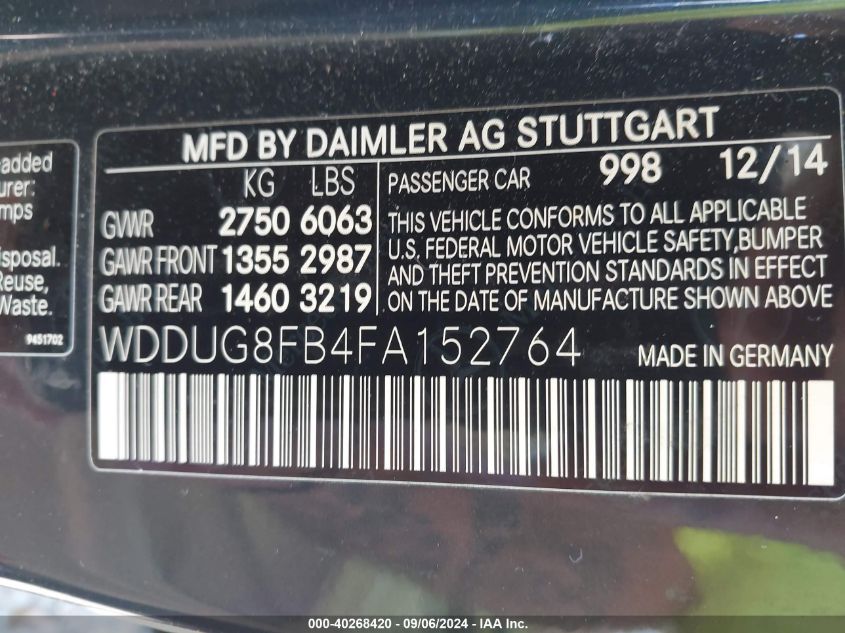 -added
urer:
mps
isposal.
Reuse,
Waste.
9451702
MFD BY DAIMLER AG STUTTGART
KG LBS
GVWR 2750 6063
GAWR FRONT 1355 2987
GAWR REAR 1460 3219
PASSENGER CAR 998 12/14
THIS VEHICLE CONFORMS TO ALL APPLICABLE
U.S. FEDERAL MOTOR VEHICLE SAFETY,BUMPER
AND THEFT PREVENTION STANDARDS IN EFFECT
ON THE DATE OF MANUFACTURE SHOWN ABOVE
WDDUG8FB4FA152764 MADE IN GERMANY
000-40268420 - 09/06/2024 - IAA Inc.